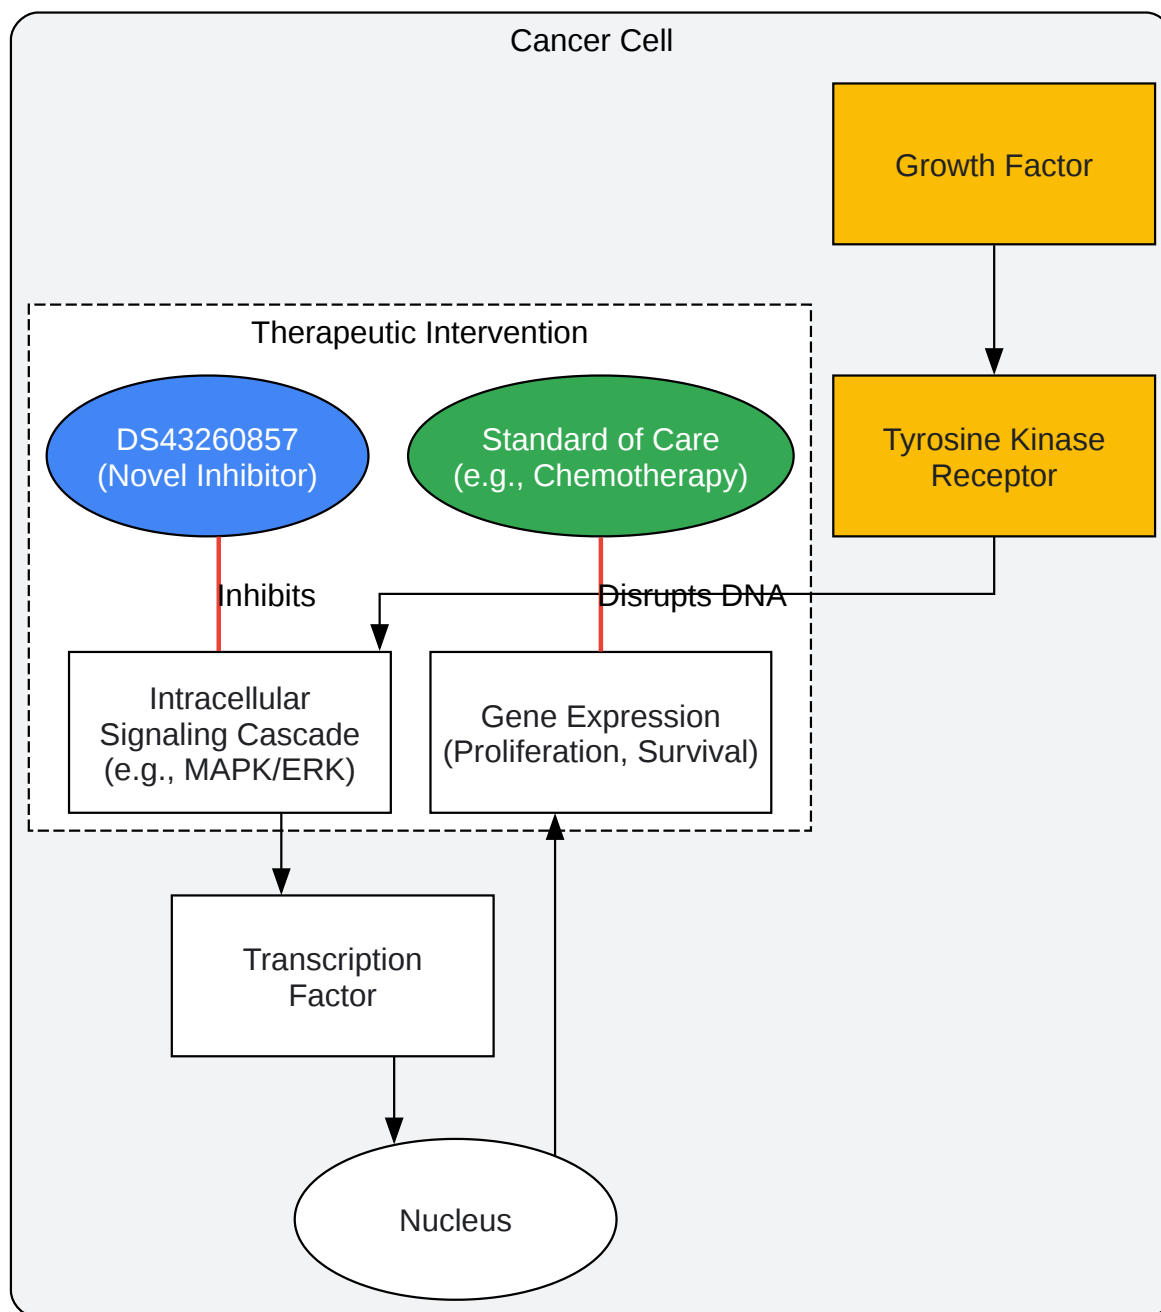 Cancer Cell
Growth Factor
Therapeutic Intervention
DS43260857
(Novel Inhibitor)
Standard of Care
(e.g., Chemotherapy)
Tyrosine Kinase
Receptor
Inhibits
Disrupts DNA
Intracellular
Signaling Cascade
(e.g., MAPK/ERK)
Gene Expression
(Proliferation, Survival)
Transcription
Factor
Nucleus